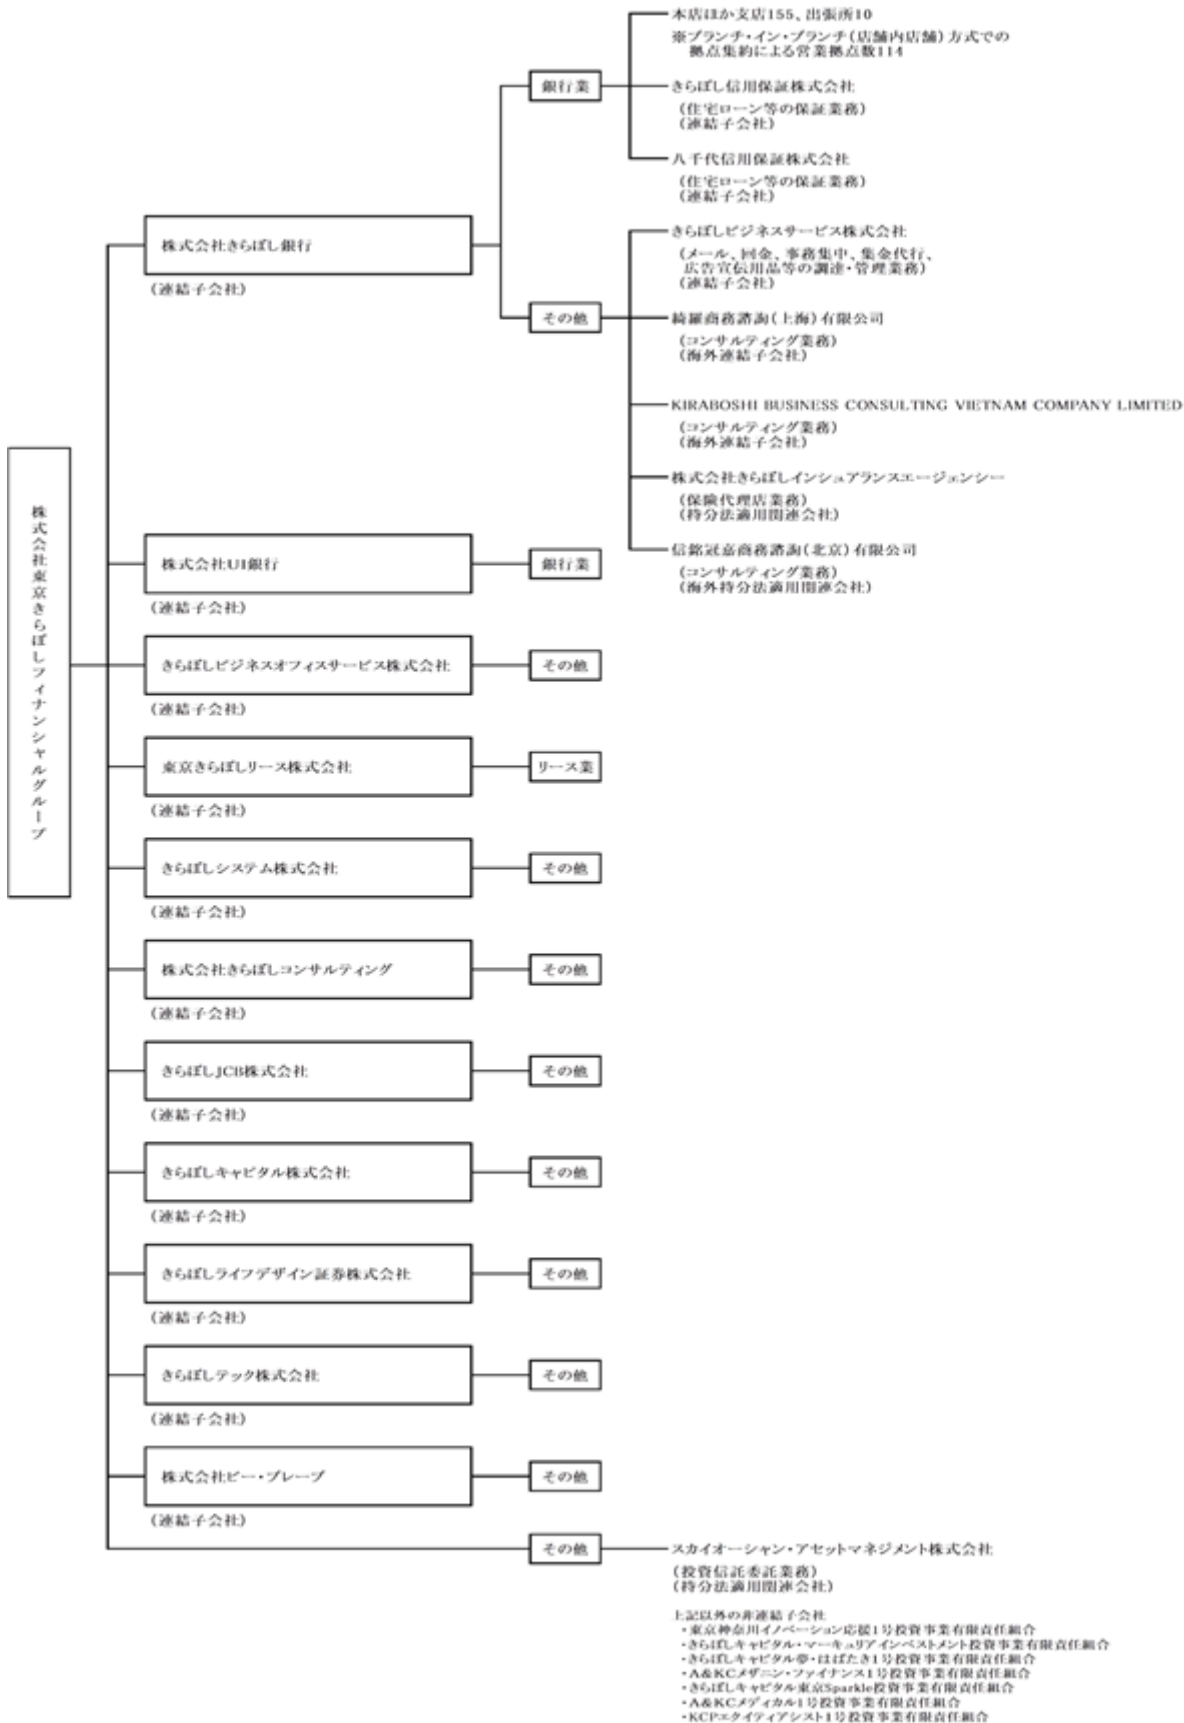 株式会社東京きらぼしフィナンシャルグループ
株式会社きらぼし銀行
(連結子会社)
銀行業
本店ほか支店155、出張所10
※ブランチ・イン・ブランチ(店舗内店舗)方式での
拠点集約による営業拠点数114
きらぼし信用保証株式会社
(住宅ローン等の保証業務)
(連結子会社)
八千代信用保証株式会社
(住宅ローン等の保証業務)
(連結子会社)
その他
きらぼしビジネスサービス株式会社
(メール、回金、事務集中、集金代行、
広告宣伝用品等の調達・管理業務)
(連結子会社)
綺羅商務諮詢(上海)有限公司
(コンサルティング業務)
(海外連結子会社)
KIRABOSHI BUSINESS CONSULTING VIETNAM COMPANY LIMITED
(コンサルティング業務)
(海外連結子会社)
株式会社きらぼしインシュアランスエージェンシー
(保険代理店業務)
(持分法適用関連会社)
信銘冠嘉商務諮詢(北京)有限公司
(コンサルティング業務)
(海外持分法適用関連会社)
株式会社UI銀行
(連結子会社)
銀行業
きらぼしビジネスオフィスサービス株式会社
(連結子会社)
その他
東京きらぼしリース株式会社
(連結子会社)
リース業
きらぼしシステム株式会社
(連結子会社)
その他
株式会社きらぼしコンサルティング
(連結子会社)
その他
きらぼしJCB株式会社
(連結子会社)
その他
きらぼしキャピタル株式会社
(連結子会社)
その他
きらぼしライフデザイン証券株式会社
(連結子会社)
その他
きらぼしテック株式会社
(連結子会社)
その他
株式会社ビー・ブレーブ
(連結子会社)
その他
その他
スカイオーシャン・アセットマネジメント株式会社
(投資信託委託業務)
(持分法適用関連会社)
上記以外の非連結子会社
・東京神奈川イノベーション応援1号投資事業有限責任組合
・きらぼしキャピタル・マーキュリアインベストメント投資事業有限責任組合
・きらぼしキャピタル夢・はばたき1号投資事業有限責任組合
・A&KCメザニン・ファイナンス1号投資事業有限責任組合
・きらぼしキャピタル東京Sparkle投資事業有限責任組合
・A&KCメディカル1号投資事業有限責任組合
・KCPエクイティアシスト1号投資事業有限責任組合